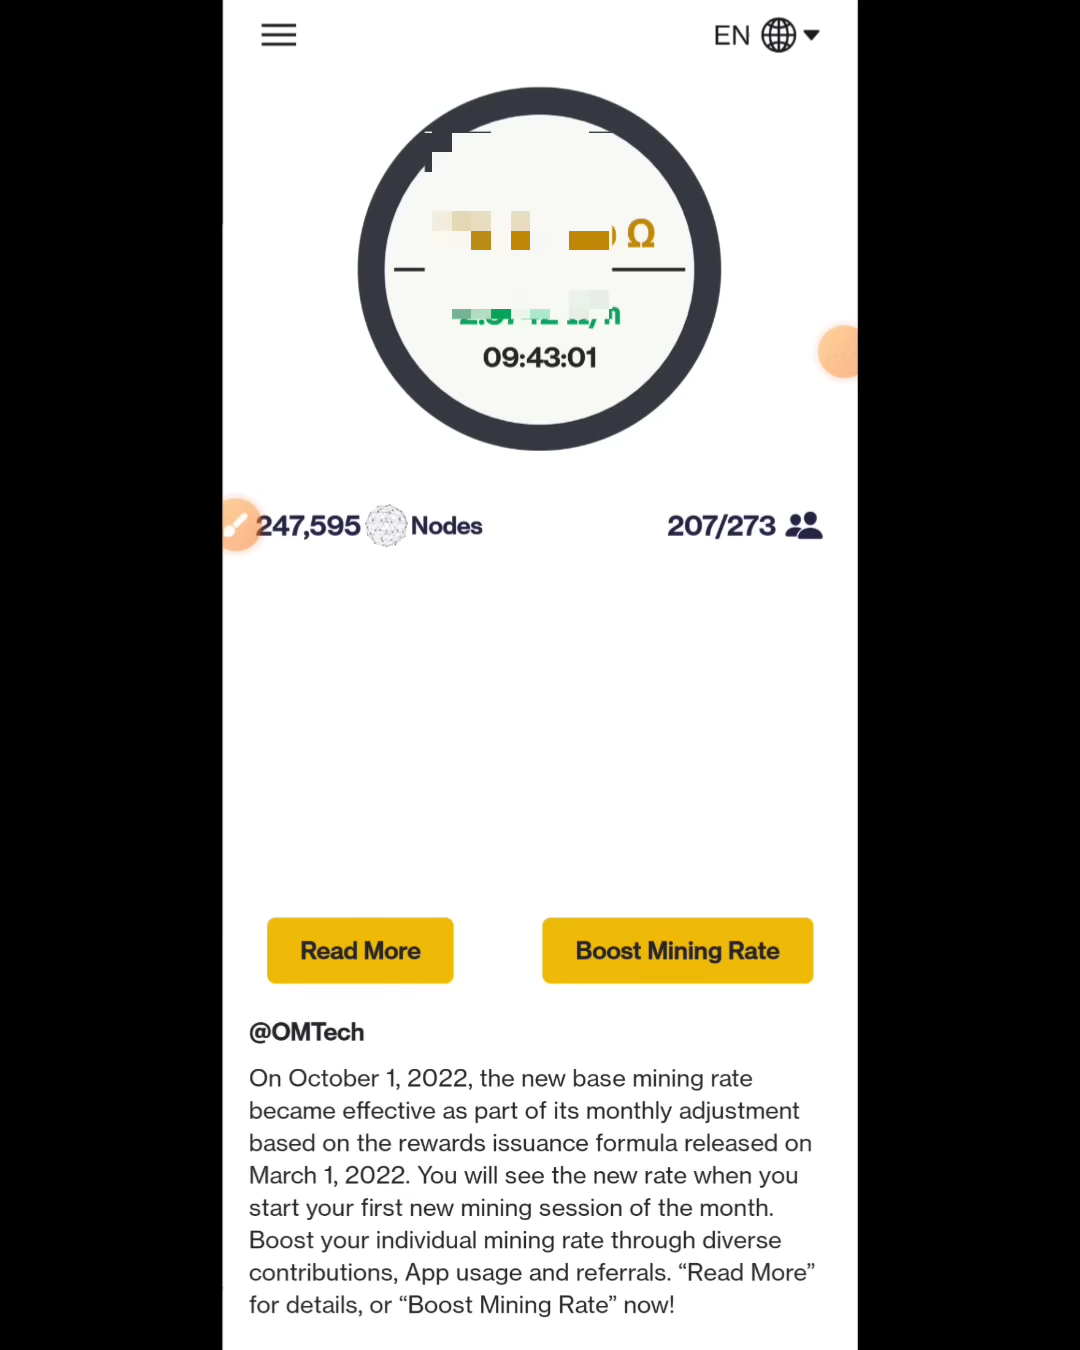 EN
Ω
09:43:01
247,595 Nodes
207/273
Read More
Boost Mining Rate
@OMTech
On October 1, 2022, the new base mining rate
became effective as part of its monthly adjustment
based on the rewards issuance formula released on
March 1, 2022. You will see the new rate when you
start your first new mining session of the month.
Boost your individual mining rate through diverse
contributions, App usage and referrals. “Read More”
for details, or “Boost Mining Rate” now!